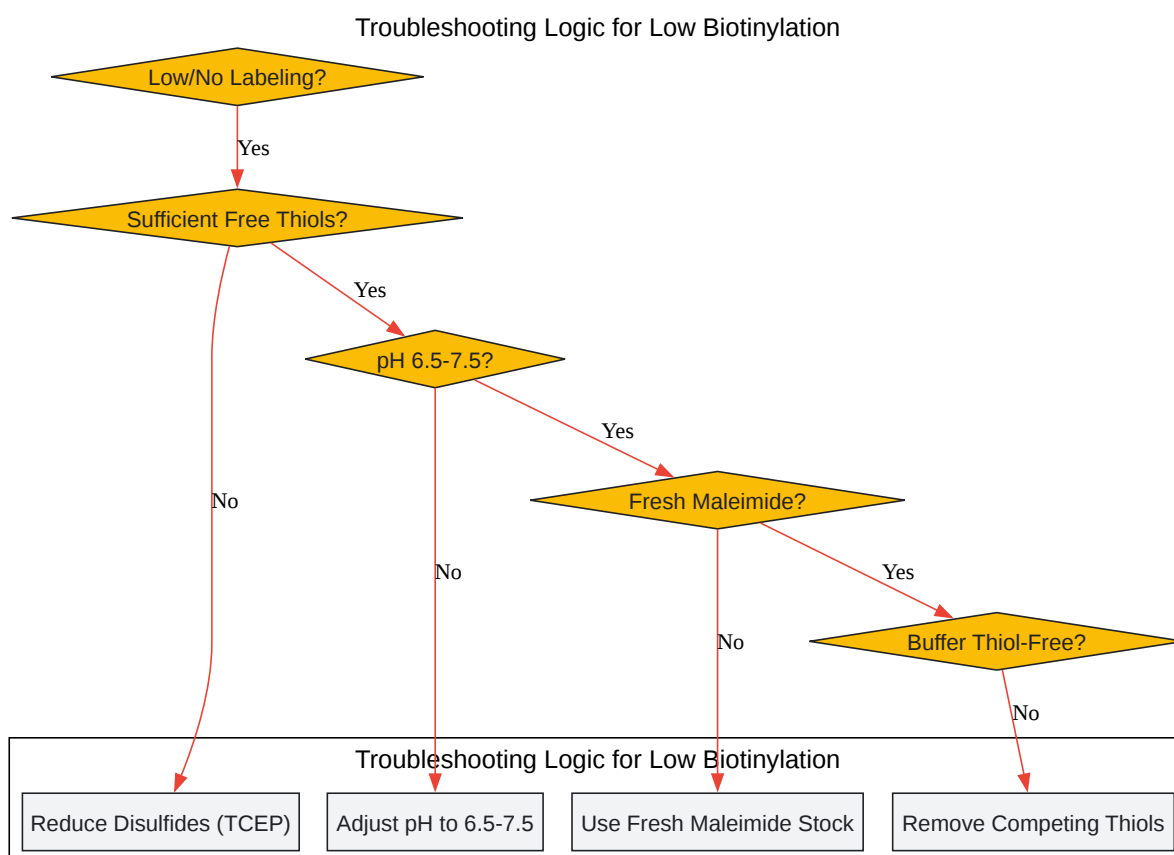 Troubleshooting Logic for Low Biotinylation
Low/No Labeling?
Yes
Sufficient Free Thiols?
Yes
pH 6.5-7.5?
Yes
Fresh Maleimide?
No
Yes
No
No
Buffer Thiol-Free?
No
Troubleshooting Logic for Low Biotinylation
Reduce Disulfides (TCEP)
Adjust pH to 6.5-7.5
Use Fresh Maleimide Stock
Remove Competing Thiols